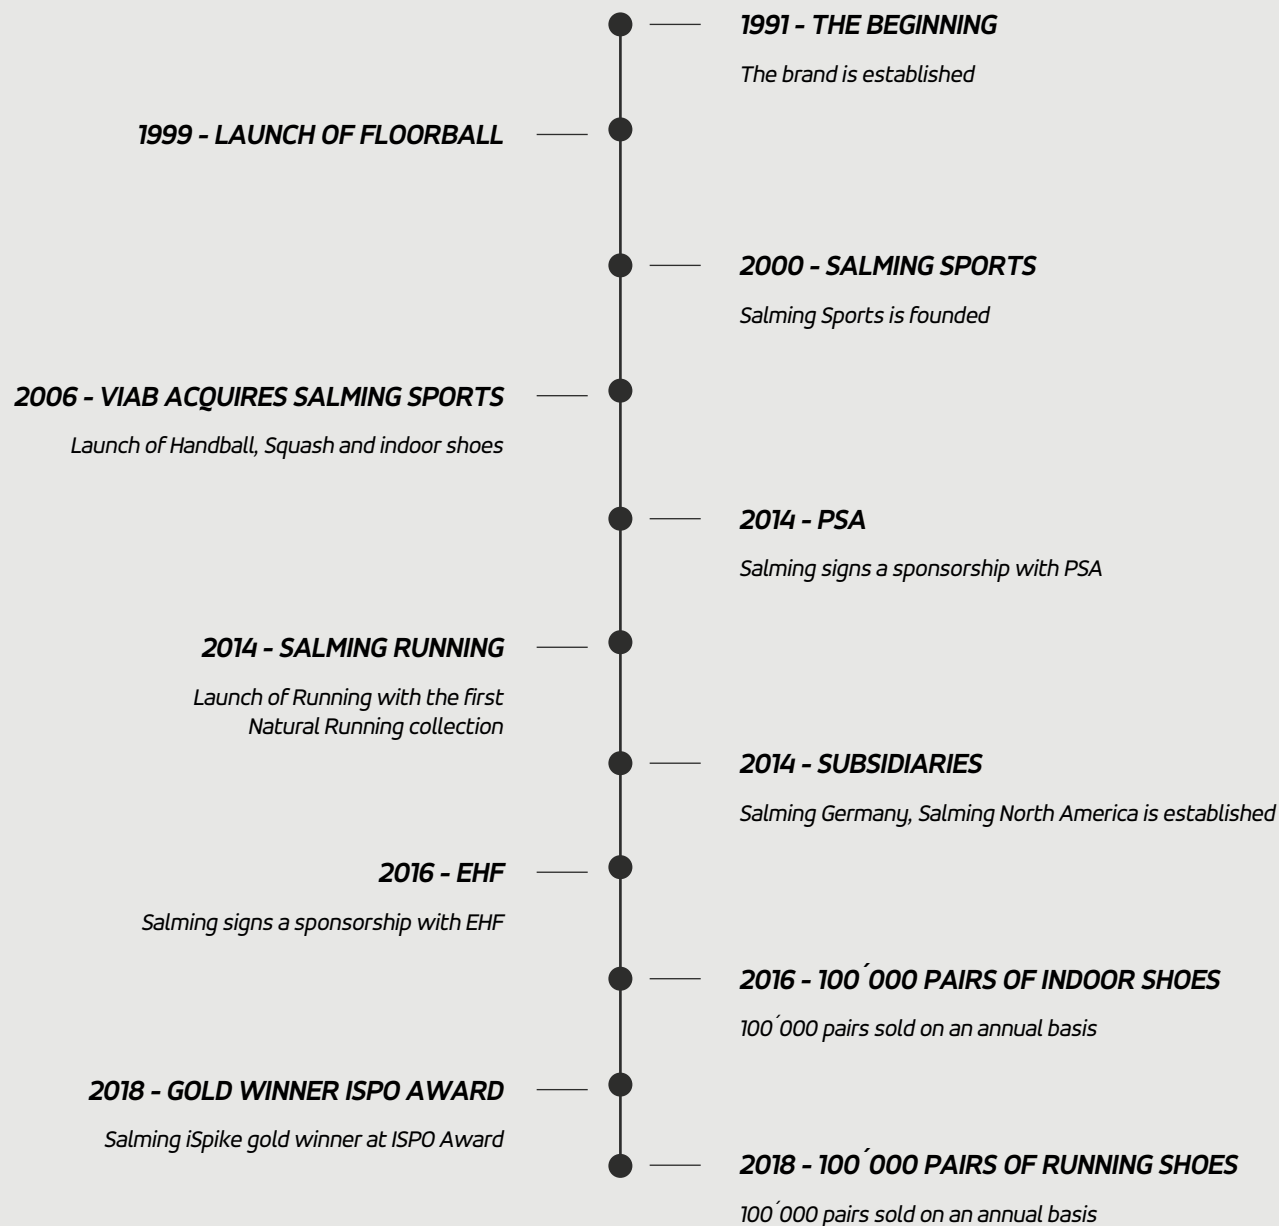 1991 - THE BEGINNING
The brand is established
1999 - LAUNCH OF FLOORBALL
2000 - SALMING SPORTS
Salming Sports is founded
2006 - VIAB ACQUIRES SALMING SPORTS
Launch of Handball, Squash and indoor shoes
2014 - PSA
Salming signs a sponsorship with PSA
2014 - SALMING RUNNING
Launch of Running with the first
Natural Running collection
2014 - SUBSIDIARIES
Salming Germany, Salming North America is established
2016 - EHF
Salming signs a sponsorship with EHF
2016 - 100´000 PAIRS OF INDOOR SHOES
100´000 pairs sold on an annual basis
2018 - GOLD WINNER ISPO AWARD
Salming iSpike gold winner at ISPO Award
2018 - 100´000 PAIRS OF RUNNING SHOES
100´000 pairs sold on an annual basis